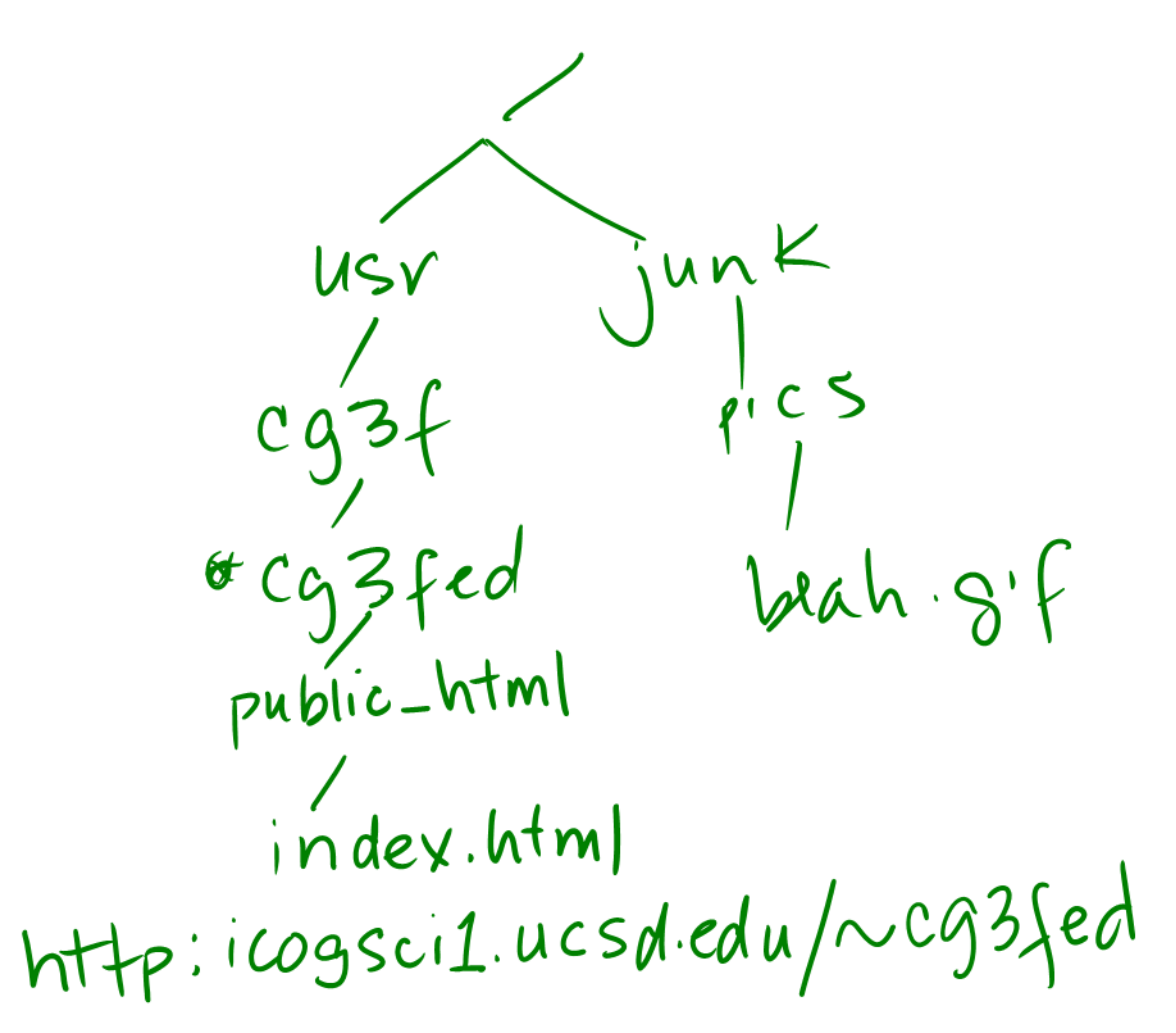 /
usr junk
cg3f pics
*cg3fed blah.gif
public_html
index.html
http:icogsci1.ucsd.edu/~cg3fed